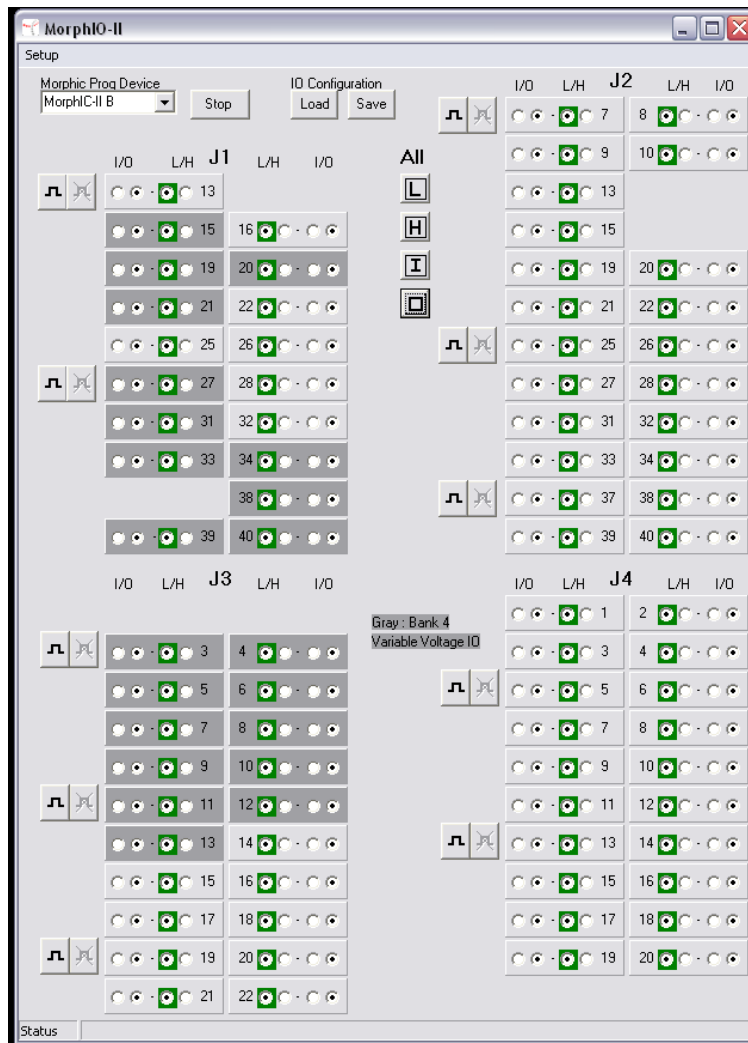 MorphIO-II
Setup
Morphic Prog Device
MorphIC-II B
Stop
IO Configuration
Load Save
I/O L/H J2 L/H I/O
7 8
9 10
13
15
19 20
21 22
25 26
27 28
31 32
33 34
37 38
39 40
I/O L/H J1 L/H I/O
13
15 16
19 20
21 22
25 26
27 28
31 32
33 34
38
39 40
All
L
H
I
O
I/O L/H J3 L/H I/O
3 4
5 6
7 8
9 10
11 12
13 14
15 16
17 18
19 20
21 22
Gray : Bank 4
Variable Voltage IO
I/O L/H J4 L/H I/O
1 2
3 4
5 6
7 8
9 10
11 12
13 14
15 16
17 18
19 20
Status